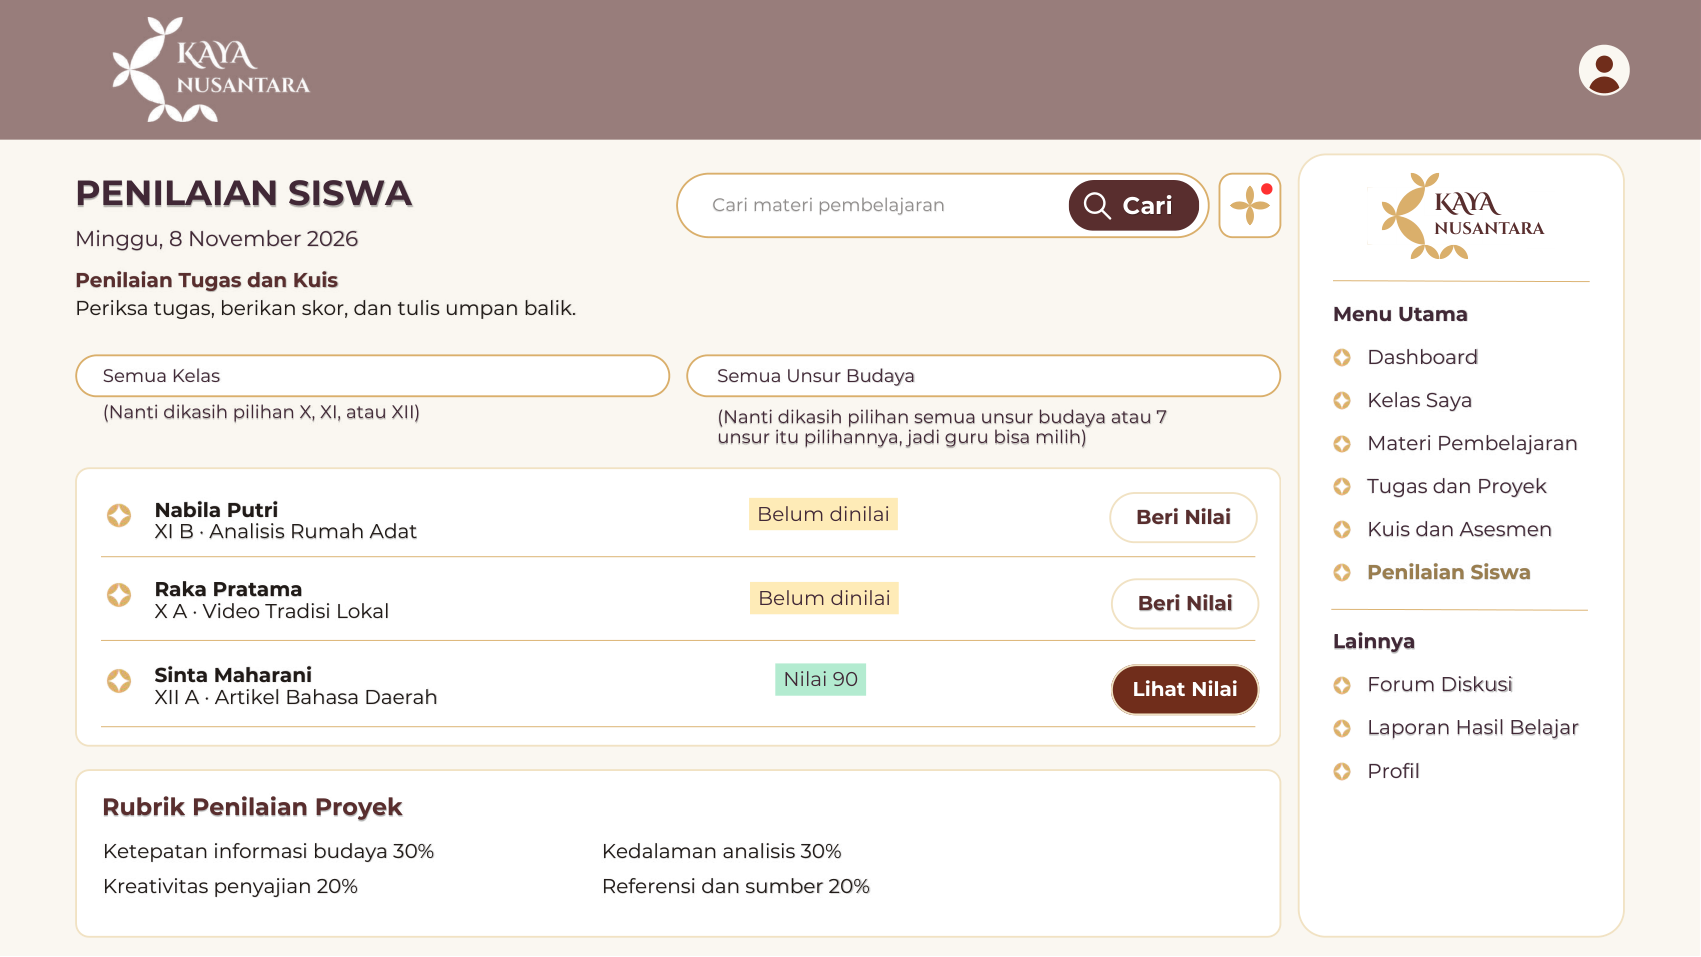 KAYA
NUSANTARA
PENILAIAN SISWA
Minggu, 8 November 2026
Penilaian Tugas dan Kuis
Periksa tugas, berikan skor, dan tulis umpan balik.
Cari materi pembelajaran
Cari
Semua Kelas
(Nanti dikasih pilihan X, XI, atau XII)
Semua Unsur Budaya
(Nanti dikasih pilihan semua unsur budaya atau 7
unsur itu pilihannya, jadi guru bisa milih)
Nabila Putri
XI B · Analisis Rumah Adat
Belum dinilai
Beri Nilai
Raka Pratama
X A · Video Tradisi Lokal
Belum dinilai
Beri Nilai
Sinta Maharani
XII A · Artikel Bahasa Daerah
Nilai 90
Lihat Nilai
Rubrik Penilaian Proyek
Ketepatan informasi budaya 30%
Kedalaman analisis 30%
Kreativitas penyajian 20%
Referensi dan sumber 20%
KAYA
NUSANTARA
Menu Utama
Dashboard
Kelas Saya
Materi Pembelajaran
Tugas dan Proyek
Kuis dan Asesmen
Penilaian Siswa
Lainnya
Forum Diskusi
Laporan Hasil Belajar
Profil